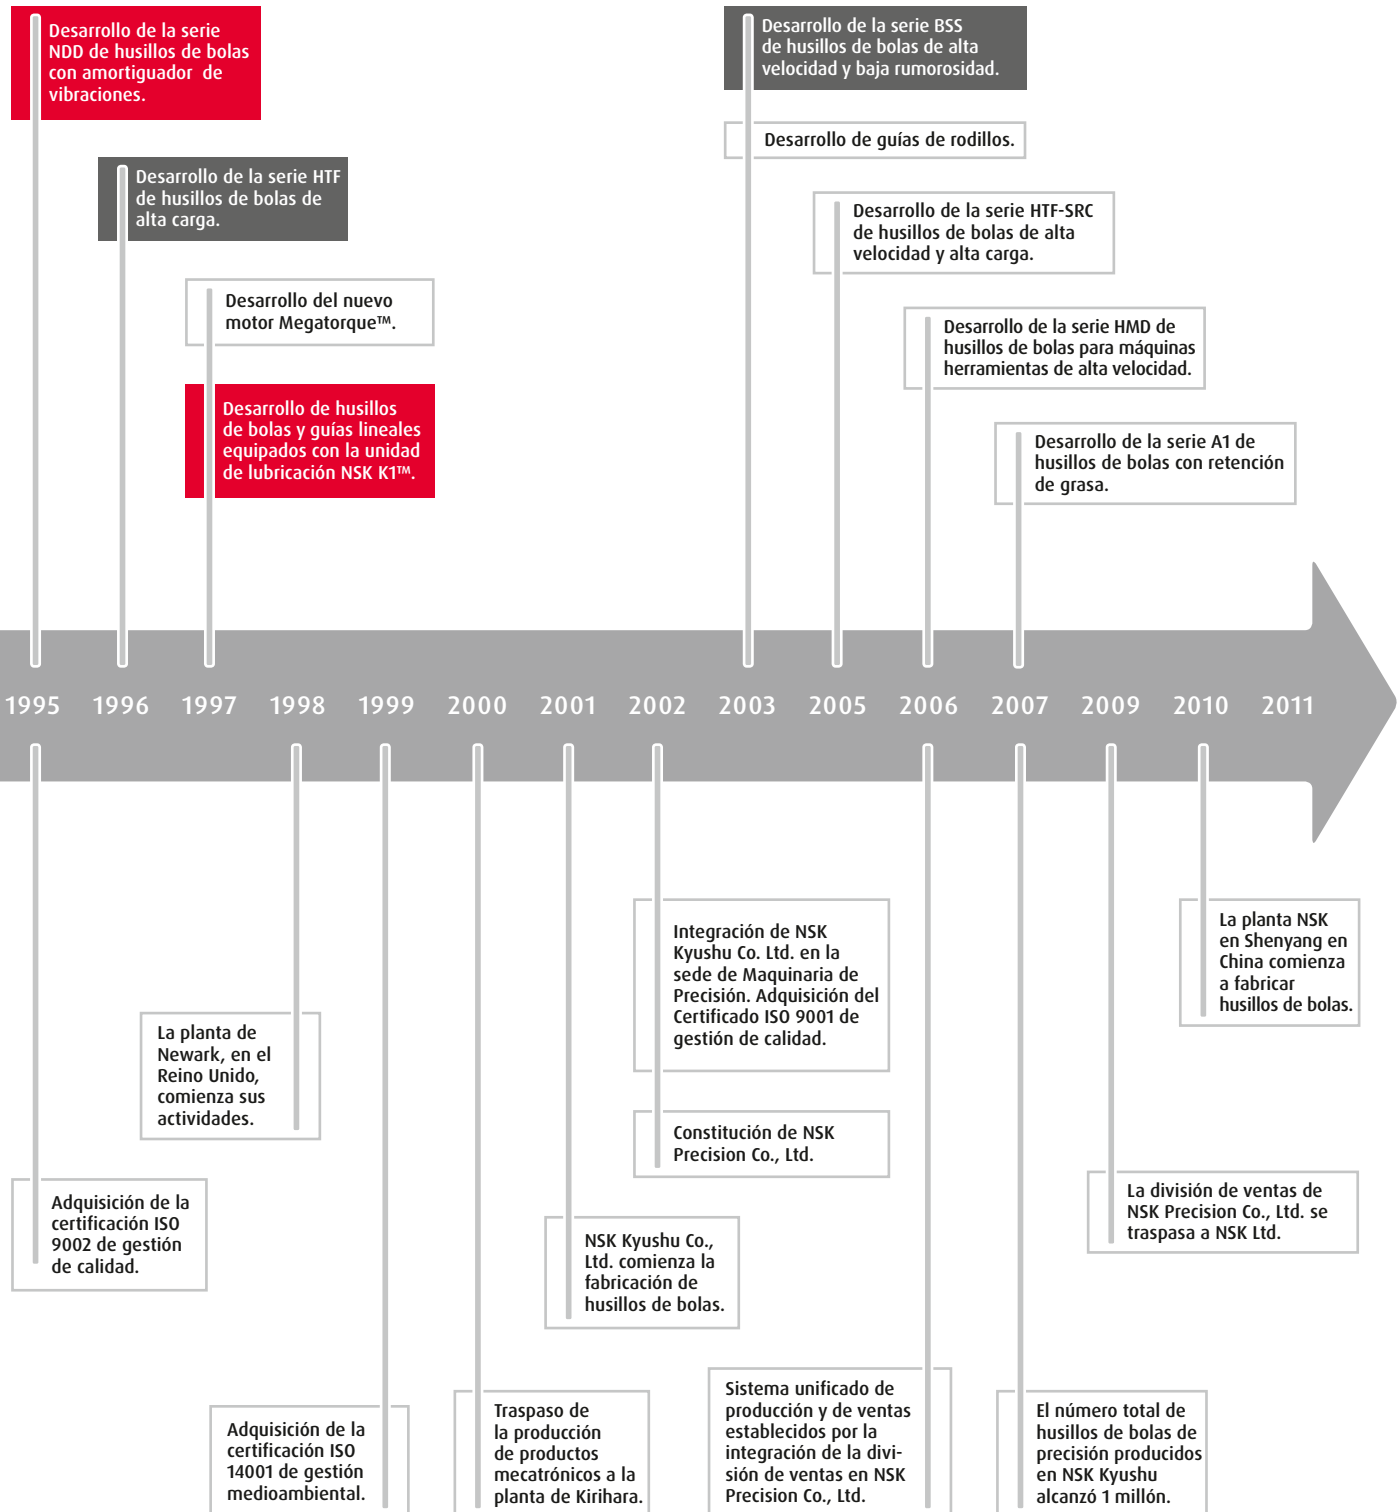 Desarrollo de la serie
NDD de husillos de bolas
con amortiguador de
vibraciones.
Desarrollo de la serie HTF
de husillos de bolas de
alta carga.
Desarrollo del nuevo
motor Megatorque™.
Desarrollo de husillos
de bolas y guías lineales
equipados con la unidad
de lubricación NSK K1™.
Desarrollo de la serie BSS
de husillos de bolas de alta
velocidad y baja rumorosidad.
Desarrollo de guías de rodillos.
Desarrollo de la serie HTF-SRC
de husillos de bolas de alta
velocidad y alta carga.
Desarrollo de la serie HMD de
husillos de bolas para máquinas
herramientas de alta velocidad.
Desarrollo de la serie A1 de
husillos de bolas con retención
de grasa.
1995 1996 1997 1998 1999 2000 2001 2002 2003 2005 2006 2007 2009 2010 2011
Adquisición de la
certificación ISO
9002 de gestión
de calidad.
La planta de
Newark, en el
Reino Unido,
comienza sus
actividades.
Adquisición de la
certificación ISO
14001 de gestión
medioambiental.
Traspaso de
la producción
de productos
mecatrónicos a la
planta de Kirihara.
NSK Kyushu Co.,
Ltd. comienza la
fabricación de
husillos de bolas.
Integración de NSK
Kyushu Co. Ltd. en la
sede de Maquinaria de
Precisión. Adquisición del
Certificado ISO 9001 de
gestión de calidad.
Constitución de NSK
Precision Co., Ltd.
Sistema unificado de
producción y de ventas
establecidos por la
integración de la divi-
sión de ventas en NSK
Precision Co., Ltd.
El número total de
husillos de bolas de
precisión producidos
en NSK Kyushu
alcanzó 1 millón.
La división de ventas de
NSK Precision Co., Ltd. se
traspasa a NSK Ltd.
La planta NSK
en Shenyang en
China comienza
a fabricar
husillos de bolas.